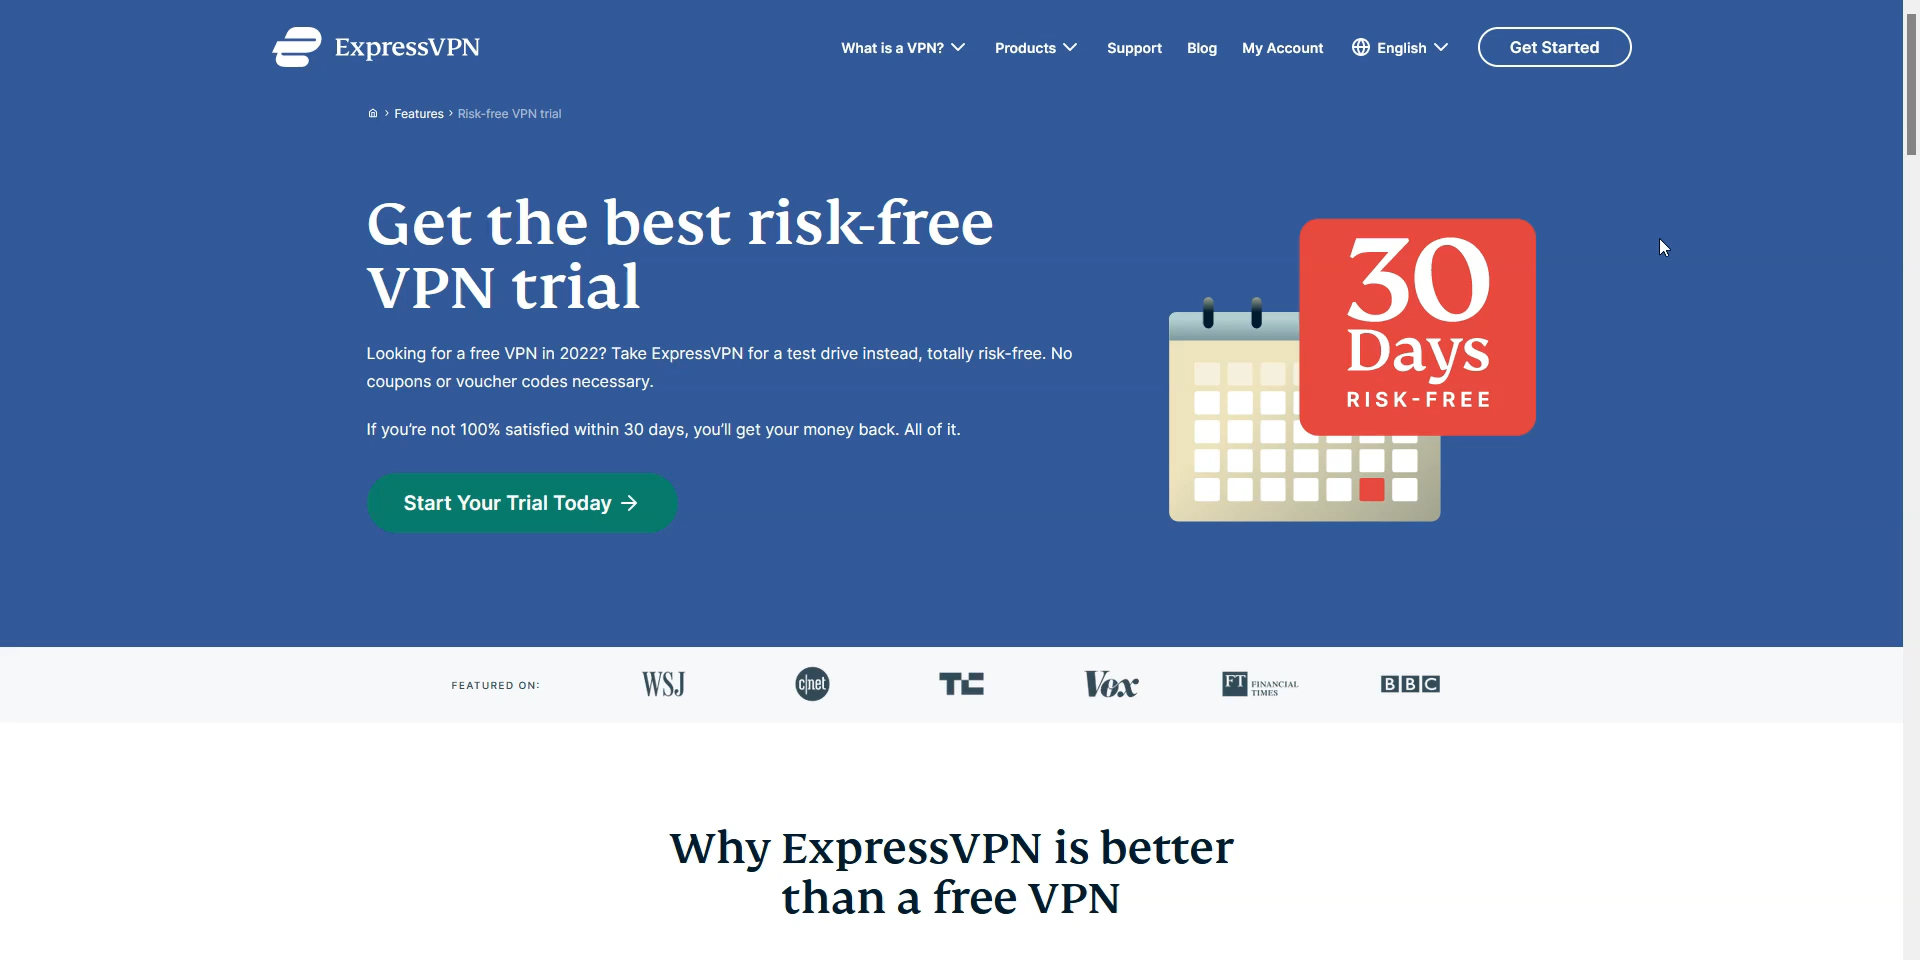 ExpressVPN
What is a VPN? Products Support Blog My Account English Get Started
Features > Risk-free VPN trial
Get the best risk-free
VPN trial
Looking for a free VPN in 2022? Take ExpressVPN for a test drive instead, totally risk-free. No
coupons or voucher codes necessary.
If you’re not 100% satisfied within 30 days, you’ll get your money back. All of it.
Start Your Trial Today →
30
Days
RISK-FREE
FEATURED ON: WSJ c|net TC Vox FT FINANCIAL TIMES BBC
Why ExpressVPN is better
than a free VPN